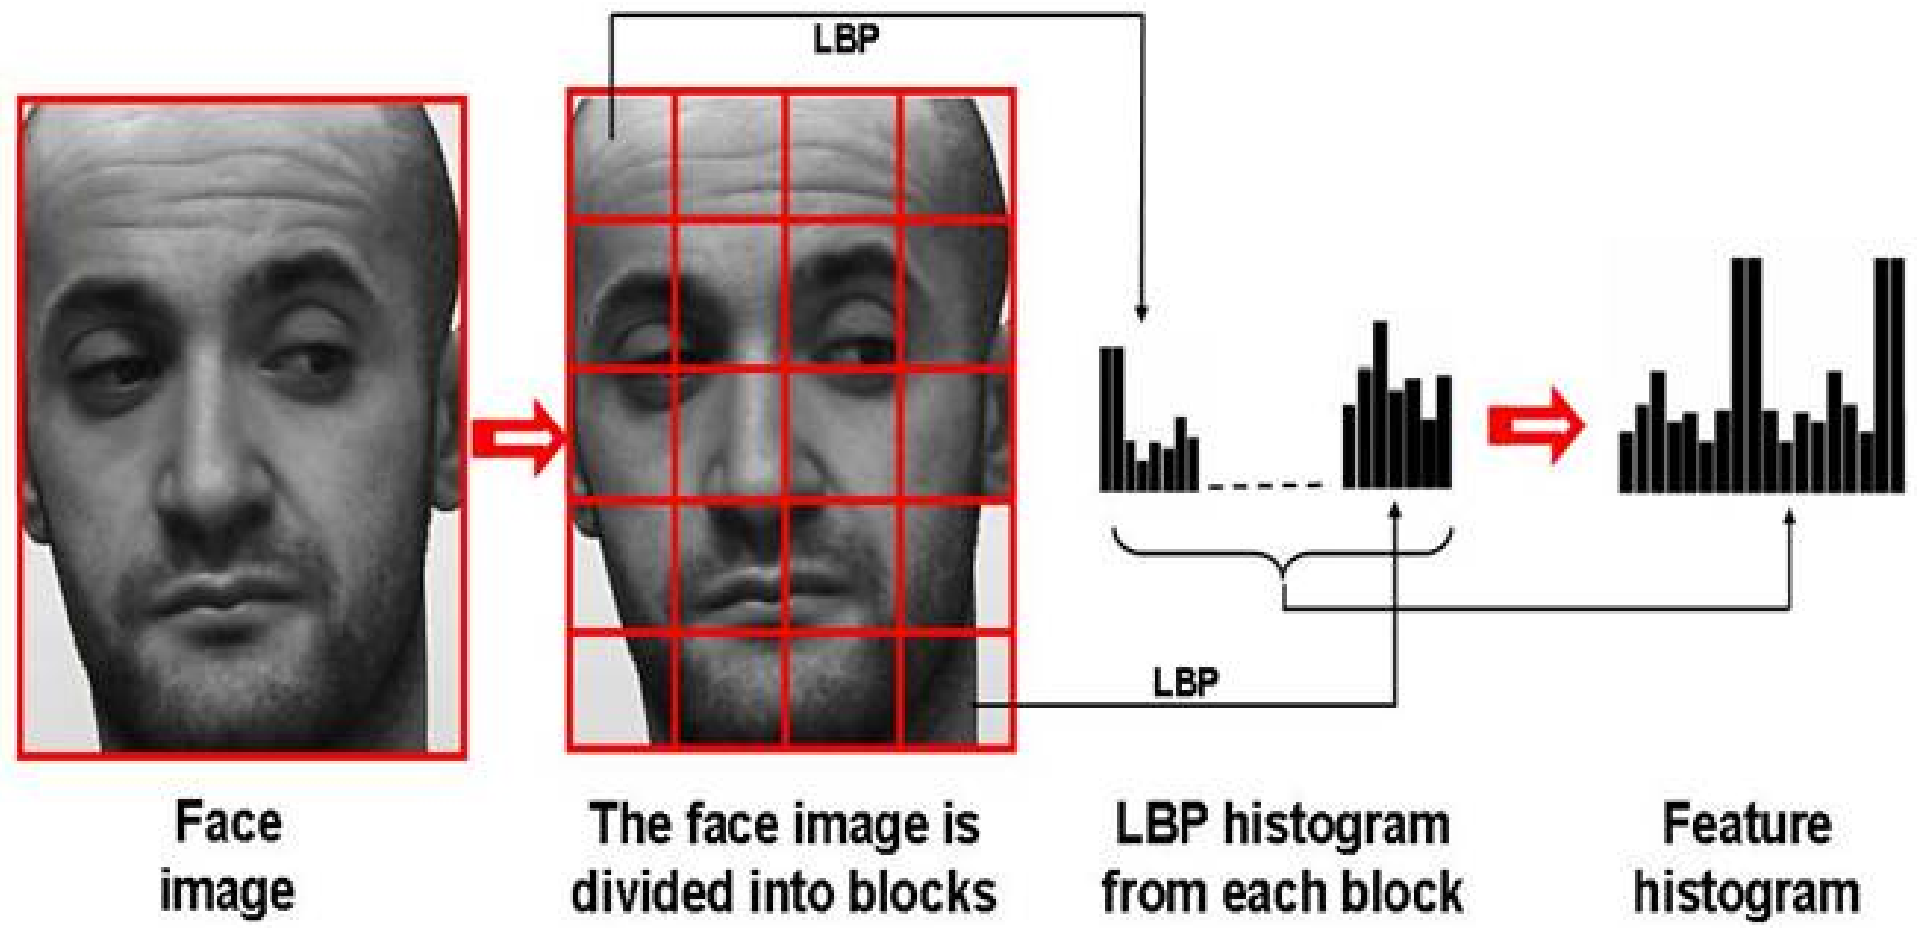 LBP
LBP
Face
image
The face image is
divided into blocks
LBP histogram
from each block
Feature
histogram